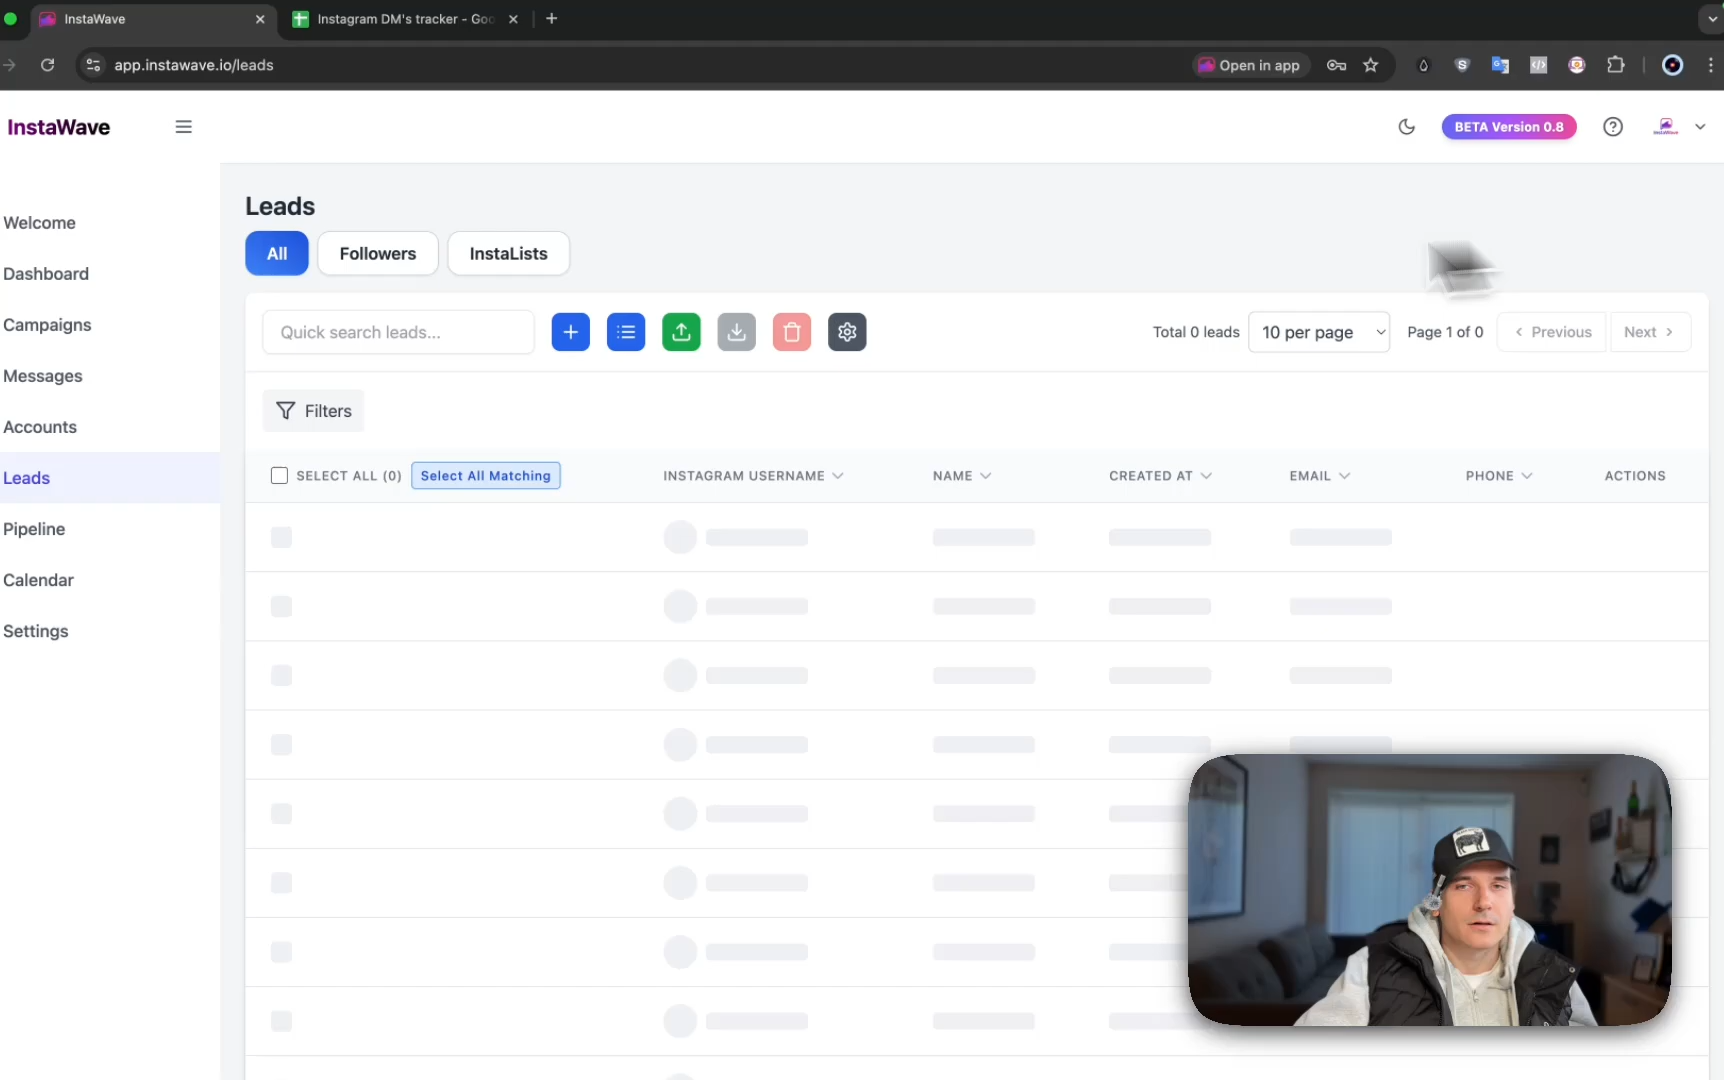 InstaWave
Instagram DM's tracker - Goo
app.instawave.io/leads
Open in app
InstaWave
BETA Version 0.8
Welcome
Dashboard
Campaigns
Messages
Accounts
Leads
Pipeline
Calendar
Settings
Leads
All
Followers
InstaLists
Quick search leads...
Total 0 leads
10 per page
Page 1 of 0
Previous
Next
Filters
SELECT ALL (0)
Select All Matching
INSTAGRAM USERNAME
NAME
CREATED AT
EMAIL
PHONE
ACTIONS